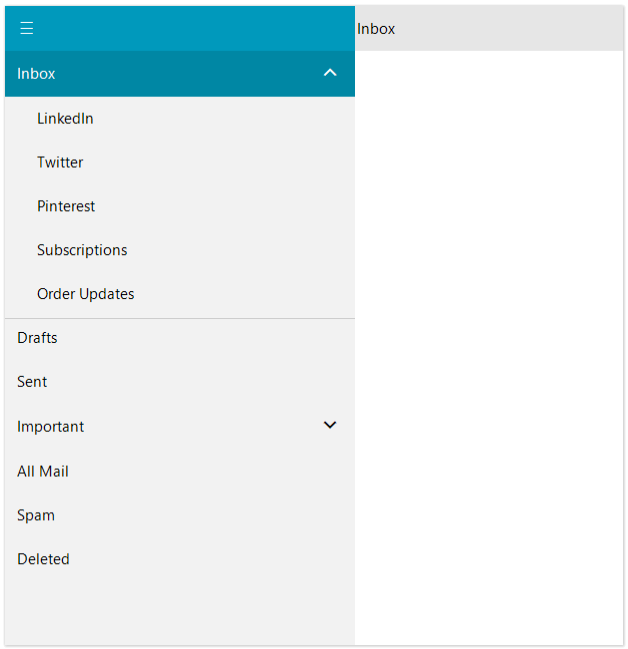 Inbox
Inbox
LinkedIn
Twitter
Pinterest
Subscriptions
Order Updates
Drafts
Sent
Important
All Mail
Spam
Deleted